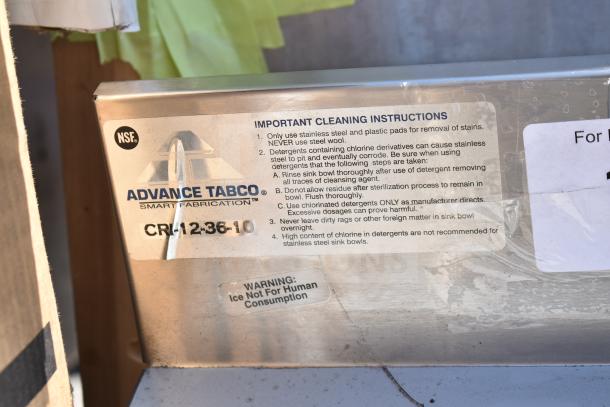 NSF®
ADVANCE TABCO®
SMART FABRICATION™
CRI-12-36-10
IMPORTANT CLEANING INSTRUCTIONS
1. Only use stainless steel and plastic pads for removal of stains.
NEVER use steel wool.
2. Detergents containing chlorine derivatives can cause stainless
steel to pit and eventually corrode. Be sure when using
detergents that the following steps are taken:
A. Rinse sink bowl thoroughly after use of detergent removing
all traces of cleansing agent.
B. Do not allow residue after sterilization process to remain in
bowl. Flush thoroughly.
C. Use chlorinated detergents ONLY as manufacturer directs.
Excessive dosages can prove harmful.
3. Never leave dirty rags or other foreign matter in sink bowl
overnight.
4. High content of chlorine in detergents are not recommended for
stainless steel sink bowls.
WARNING:
Ice Not For Human
Consumption
For